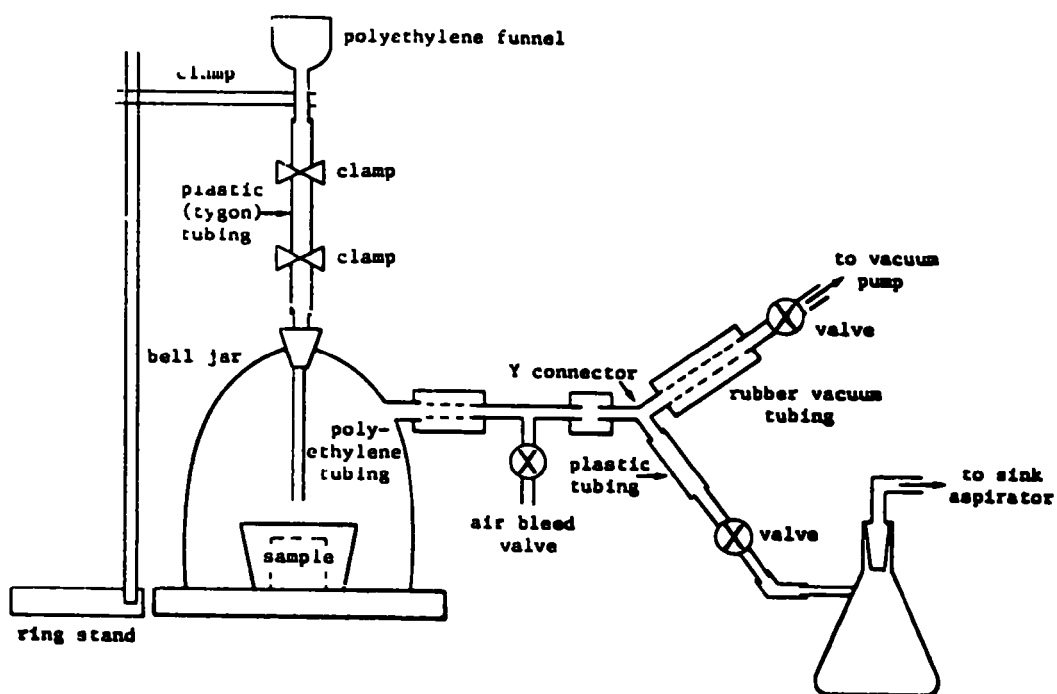 polyethylene funnel
clamp
clamp
plastic
(tygon)
tubing
clamp
to vacuum
pump
valve
bell jar
Y connector
rubber vacuum
tubing
poly-
ethylene
tubing
plastic
tubing
to sink
aspirator
air bleed
valve
valve
sample
ring stand